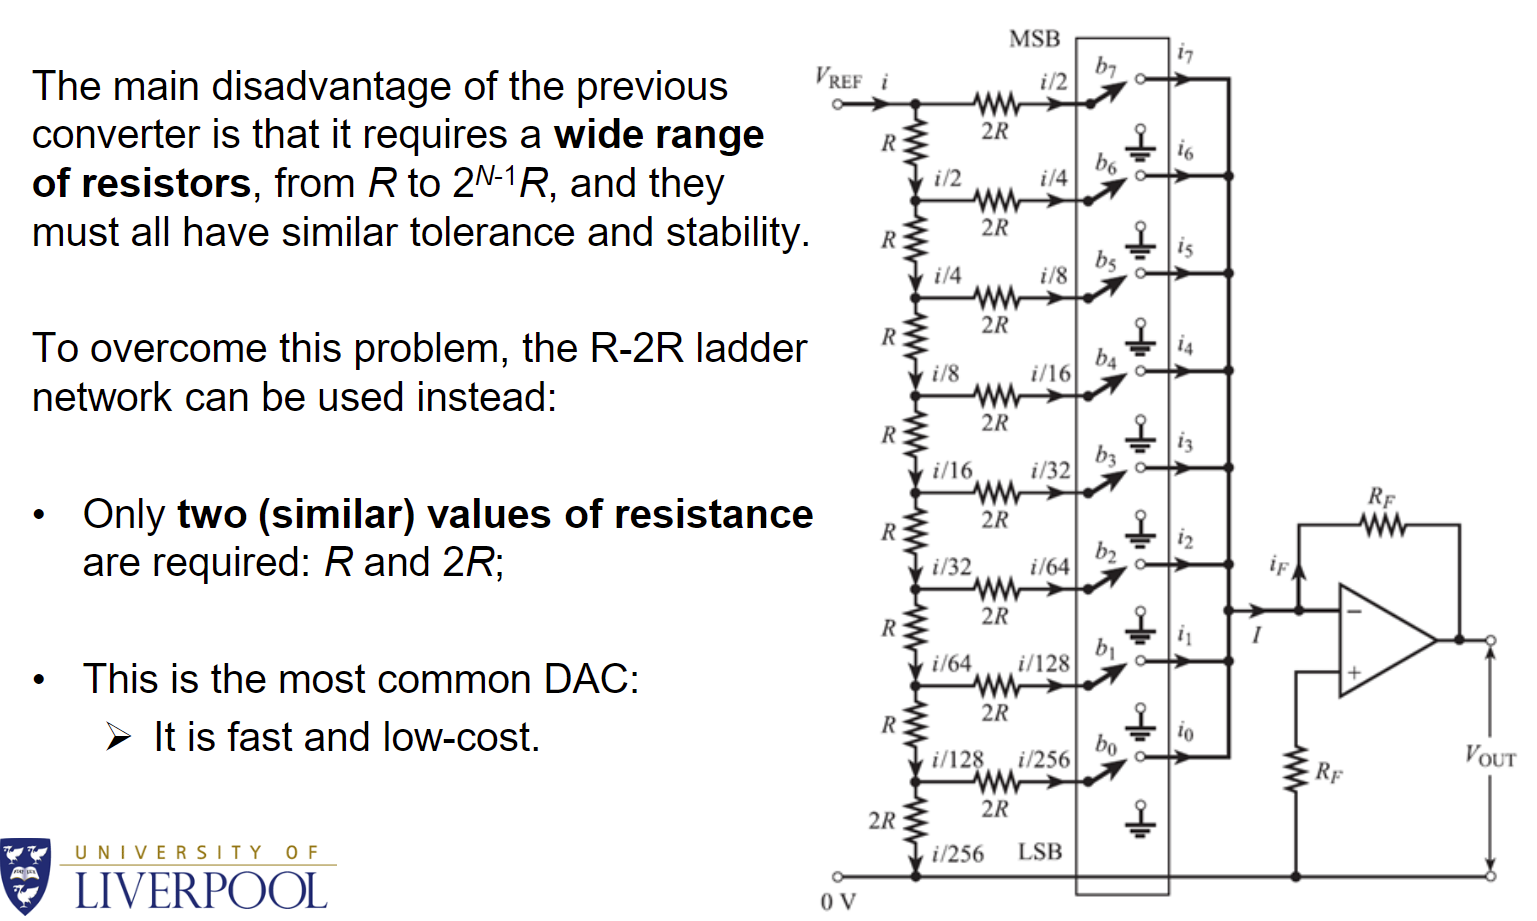 The main disadvantage of the previous
converter is that it requires a wide range
of resistors, from R to 2^{N-1}R, and they
must all have similar tolerance and stability.
To overcome this problem, the R-2R ladder
network can be used instead:
• Only two (similar) values of resistance
are required: R and 2R;
• This is the most common DAC:
➢ It is fast and low-cost.
UNIVERSITY OF
LIVERPOOL
MSB
V_REF i i/2 b_7 i_7
2R
R
i/2 i/4 b_6 i_6
2R
R
i/4 i/8 b_5 i_5
2R
R
i/8 i/16 b_4 i_4
2R
R
i/16 i/32 b_3 i_3
2R
R
i/32 i/64 b_2 i_2
2R
R
i/64 i/128 b_1 i_1
2R
R
i/128 i/256 b_0 i_0
2R
2R
i/256 LSB
0 V
R_F
i_F
I
−
+
R_F
V_OUT